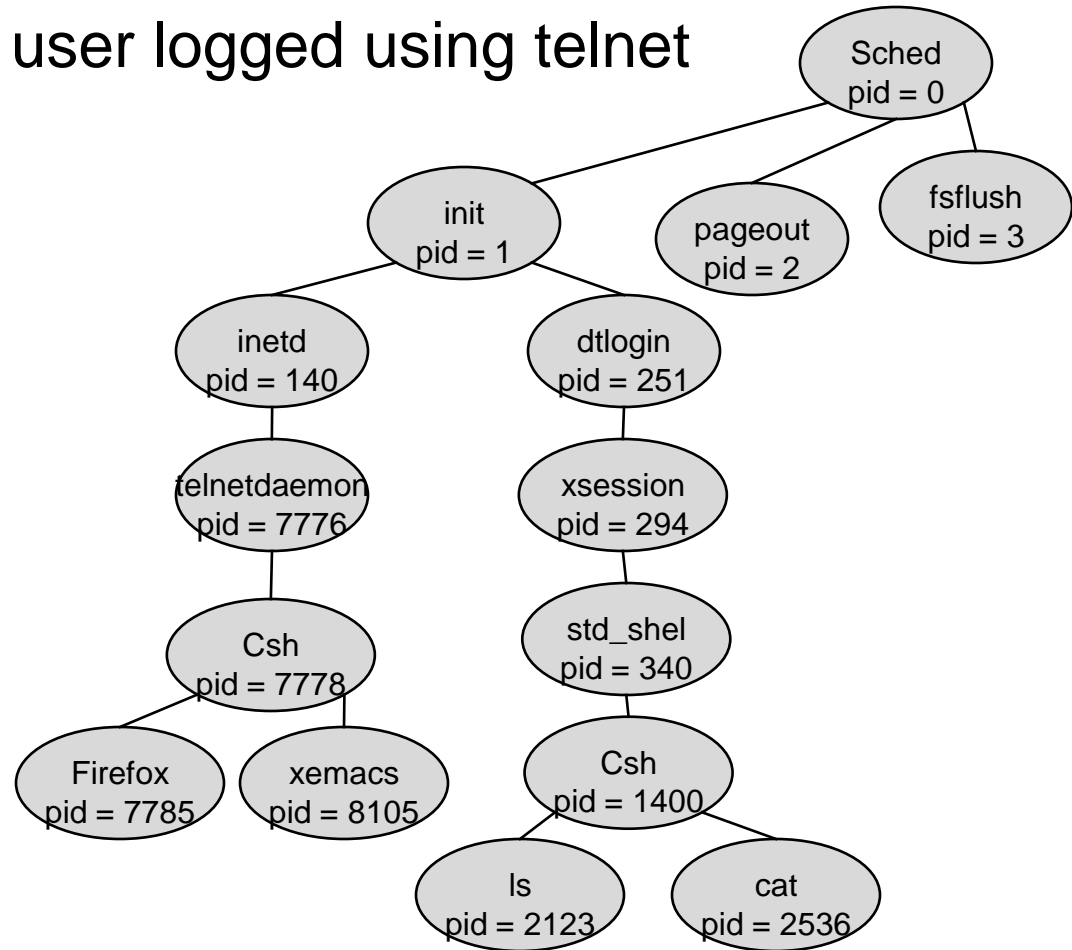 user logged using telnet
Sched
pid = 0
init
pid = 1
pageout
pid = 2
fsflush
pid = 3
inetd
pid = 140
dtlogin
pid = 251
telnetdaemon
pid = 7776
xsession
pid = 294
Csh
pid = 7778
std_shel
pid = 340
Firefox
pid = 7785
xemacs
pid = 8105
Csh
pid = 1400
ls
pid = 2123
cat
pid = 2536